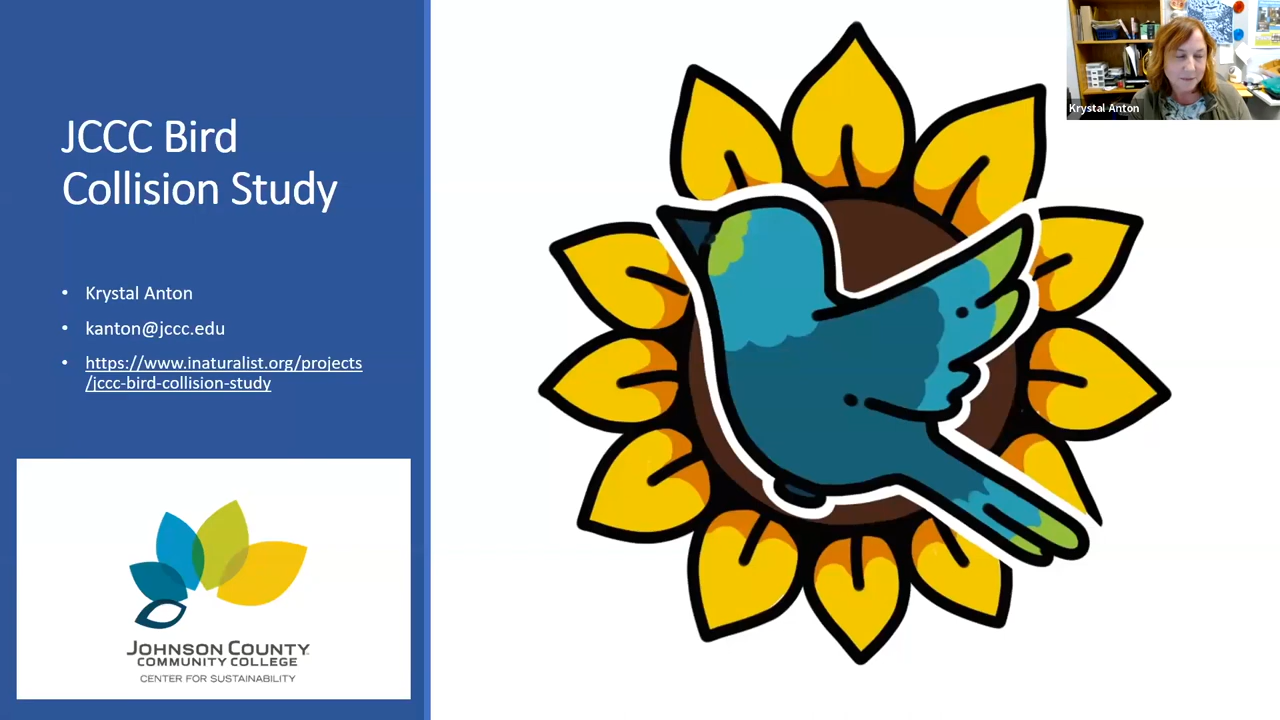 JCCC Bird
Collision Study
• Krystal Anton
• kanton@jccc.edu
• https://www.inaturalist.org/projects
/jccc-bird-collision-study
JOHNSON COUNTY
COMMUNITY COLLEGE
CENTER FOR SUSTAINABILITY
Krystal Anton